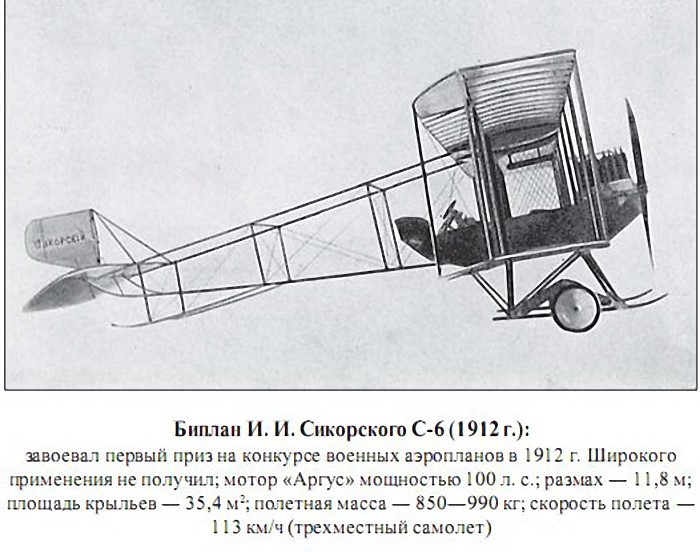 СИКОРСКІЙ
Биплан И. И. Сикорского С-6 (1912 г.):
завоевал первый приз на конкурсе военных аэропланов в 1912 г. Широкого
применения не получил; мотор «Аргус» мощностью 100 л. с.; размах — 11,8 м;
площадь крыльев — 35,4 м²; полетная масса — 850—990 кг; скорость полета —
113 км/ч (трехместный самолет)